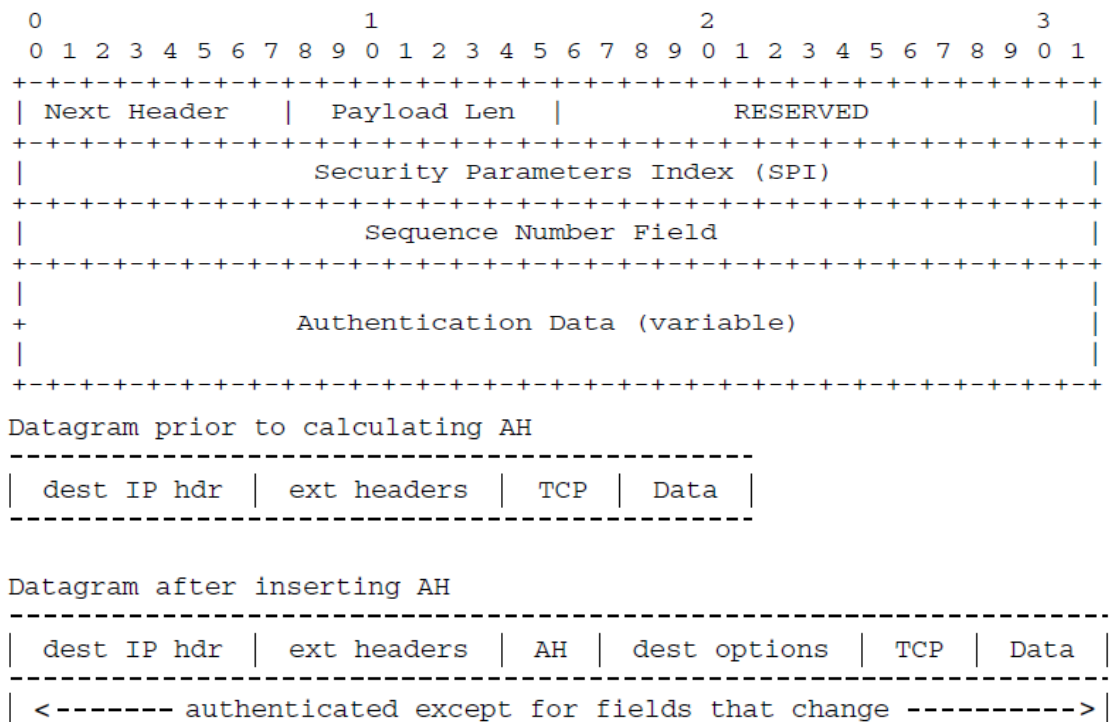 0                   1                   2                   3
0 1 2 3 4 5 6 7 8 9 0 1 2 3 4 5 6 7 8 9 0 1 2 3 4 5 6 7 8 9 0 1
+-+-+-+-+-+-+-+-+-+-+-+-+-+-+-+-+-+-+-+-+-+-+-+-+-+-+-+-+-+-+-+-+
| Next Header   |  Payload Len  |          RESERVED             |
+-+-+-+-+-+-+-+-+-+-+-+-+-+-+-+-+-+-+-+-+-+-+-+-+-+-+-+-+-+-+-+-+
|                 Security Parameters Index (SPI)               |
+-+-+-+-+-+-+-+-+-+-+-+-+-+-+-+-+-+-+-+-+-+-+-+-+-+-+-+-+-+-+-+-+
|                    Sequence Number Field                      |
+-+-+-+-+-+-+-+-+-+-+-+-+-+-+-+-+-+-+-+-+-+-+-+-+-+-+-+-+-+-+-+-+
|                                                               |
+                Authentication Data (variable)                 |
|                                                               |
+-+-+-+-+-+-+-+-+-+-+-+-+-+-+-+-+-+-+-+-+-+-+-+-+-+-+-+-+-+-+-+-+
Datagram prior to calculating AH
--------------------------------------------
| dest IP hdr | ext headers | TCP | Data |
--------------------------------------------
Datagram after inserting AH
-----------------------------------------------------------------
| dest IP hdr | ext headers | AH | dest options | TCP | Data |
-----------------------------------------------------------------
| <------- authenticated except for fields that change ---------->|